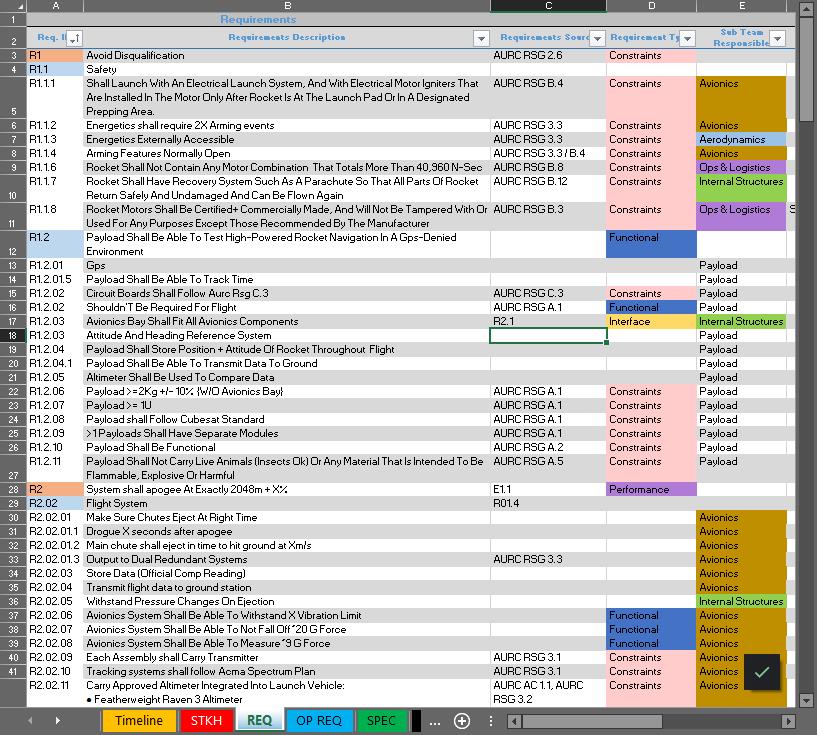 A B C D E
1 Requirements
2 Req. I Requirements Description Requirements Sourc Requirement Ty Sub Team Responsible
3 R1 Avoid Disqualification AURC RSG 2.6 Constraints
4 R1.1 Safety
5 R1.1.1 Shall Launch With An Electrical Launch System, And With Electrical Motor Igniters That AURC RSG B.4 Constraints Avionics
Are Installed In The Motor Only After Rocket Is At The Launch Pad Or In A Designated
Prepping Area.
6 R1.1.2 Energetics shall require 2X Arming events AURC RSG 3.3 Constraints Avionics
7 R1.1.3 Energetics Externally Accessible AURC RSG 3.3 Constraints Aerodynamics
8 R1.1.4 Arming Features Normally Open AURC RSG 3.3 / B.4 Constraints Avionics
9 R1.1.6 Rocket Shall Not Contain Any Motor Combination That Totals More Than 40,960 N-Sec AURC RSG B.8 Constraints Ops & Logistics
10 R1.1.7 Rocket Shall Have Recovery System Such As A Parachute So That All Parts Of Rocket AURC RSG B.12 Constraints Internal Structures
Return Safely And Undamaged And Can Be Flown Again
11 R1.1.8 Rocket Motors Shall Be Certified+ Commercially Made, And Will Not Be Tampered With Or AURC RSG B.3 Constraints Ops & Logistics S
Used For Any Purposes Except Those Recommended By The Manufacturer
12 R1.2 Payload Shall Be Able To Test High-Powered Rocket Navigation In A Gps-Denied Functional
Environment
13 R1.2.01 Gps Payload
14 R1.2.01.5 Payload Shall Be Able To Track Time Payload
15 R1.2.02 Circuit Boards Shall Follow Aurc Rsg C.3 AURC RSG C.3 Constraints Payload
16 R1.2.02 Shouldn'T Be Required For Flight AURC RSG A.1 Functional Payload
17 R1.2.03 Avionics Bay Shall Fit All Avionics Components R2.1 Interface Internal Structures
18 R1.2.03 Attitude And Heading Reference System Payload
19 R1.2.04 Payload Shall Store Position + Attitude Of Rocket Throughout Flight Payload
20 R1.2.04.1 Payload Shall Be Able To Transmit Data To Ground Payload
21 R1.2.05 Altimeter Shall Be Used To Compare Data Payload
22 R1.2.06 Payload >=2Kg +/- 10% {W/O Avionics Bay} AURC RSG A.1 Constraints Payload
23 R1.2.07 Payload >= 1U AURC RSG A.1 Constraints Payload
24 R1.2.08 Payload shall Follow Cubesat Standard AURC RSG A.1 Constraints Payload
25 R1.2.09 >1 Payloads Shall Have Separate Modules AURC RSG A.1 Constraints Payload
26 R1.2.10 Payload Shall Be Functional AURC RSG A.2 Constraints Payload
27 R1.2.11 Payload Shall Not Carry Live Animals (Insects Ok) Or Any Material That Is Intended To Be AURC RSG A.5 Constraints Payload
Flammable, Explosive Or Harmful
28 R2 System shall apogee At Exactly 2048m + X% E1.1 Performance
29 R2.02 Flight System R01.4
30 R2.02.01 Make Sure Chutes Eject At Right Time Avionics
31 R2.02.01.1 Drogue X seconds after apogee Avionics
32 R2.02.01.2 Main chute shall eject in time to hit ground at Xm/s Avionics
33 R2.02.01.3 Output to Dual Redundant Systems AURC RSG 3.3 Avionics
34 R2.02.03 Store Data (Official Comp Reading) Avionics
35 R2.02.04 Transmit flight data to ground station Avionics
36 R2.02.05 Withstand Pressure Changes On Ejection Internal Structures
37 R2.02.06 Avionics System Shall Be Able To Withstand X Vibration Limit Functional Avionics
38 R2.02.07 Avionics System Shall Be Able To Not Fall Off ~20 G Force Functional Avionics
39 R2.02.08 Avionics System Shall Be Able To Measure ~9 G Force Functional Avionics
40 R2.02.09 Each Assembly shall Carry Transmitter AURC RSG 3.1 Constraints Avionics
41 R2.02.10 Tracking systems shall follow Acma Spectrum Plan AURC RSG 3.1 Constraints Avionics
R2.02.11 Carry Approved Altimeter Integrated Into Launch Vehicle: AURC AC 1.1, AURC Constraints Avionics
• Featherweight Raven 3 Altimeter RSG 3.2
Timeline STKH REQ OP REQ SPEC ...